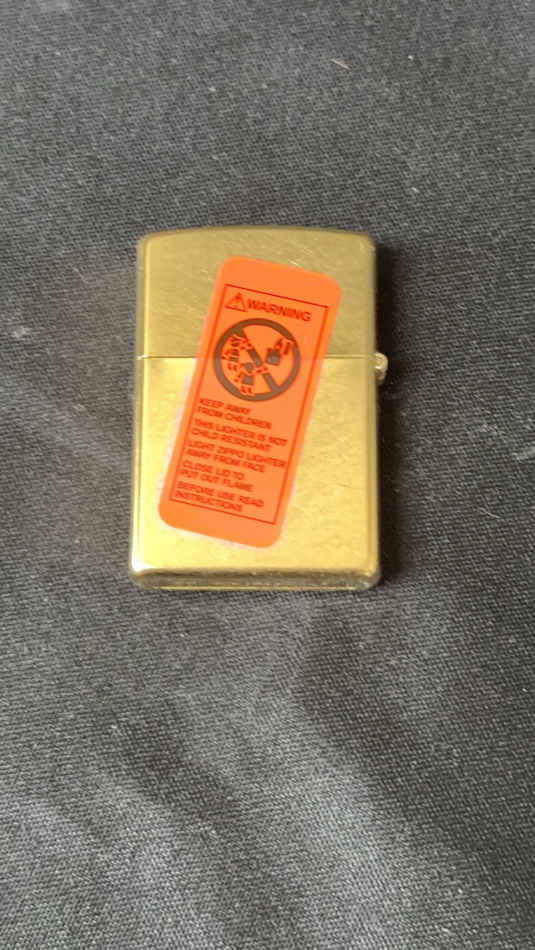 WARNING
KEEP AWAY
FROM CHILDREN
THIS LIGHTER IS NOT
CHILD RESISTANT
LIGHT ZIPPO LIGHTER
AWAY FROM FACE
CLOSE LID TO
PUT OUT FLAME
BEFORE USE READ
INSTRUCTIONS